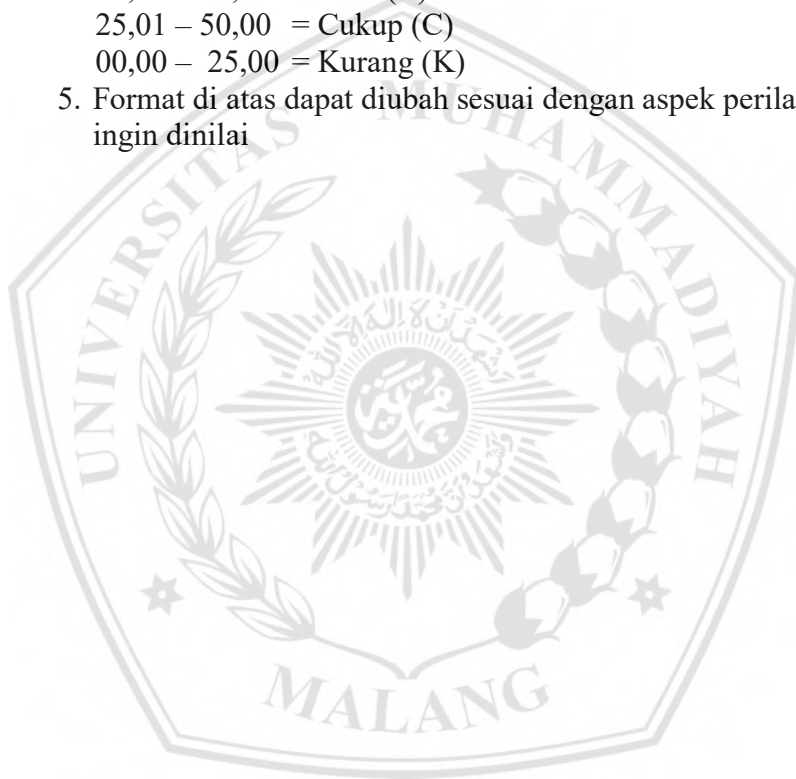 25,01 – 50,00 = Cukup (C)
00,00 – 25,00 = Kurang (K)
5. Format di atas dapat diubah sesuai dengan aspek perila
ingin dinilai
UNIVERSITAS MUHAMMADIYAH
MALANG